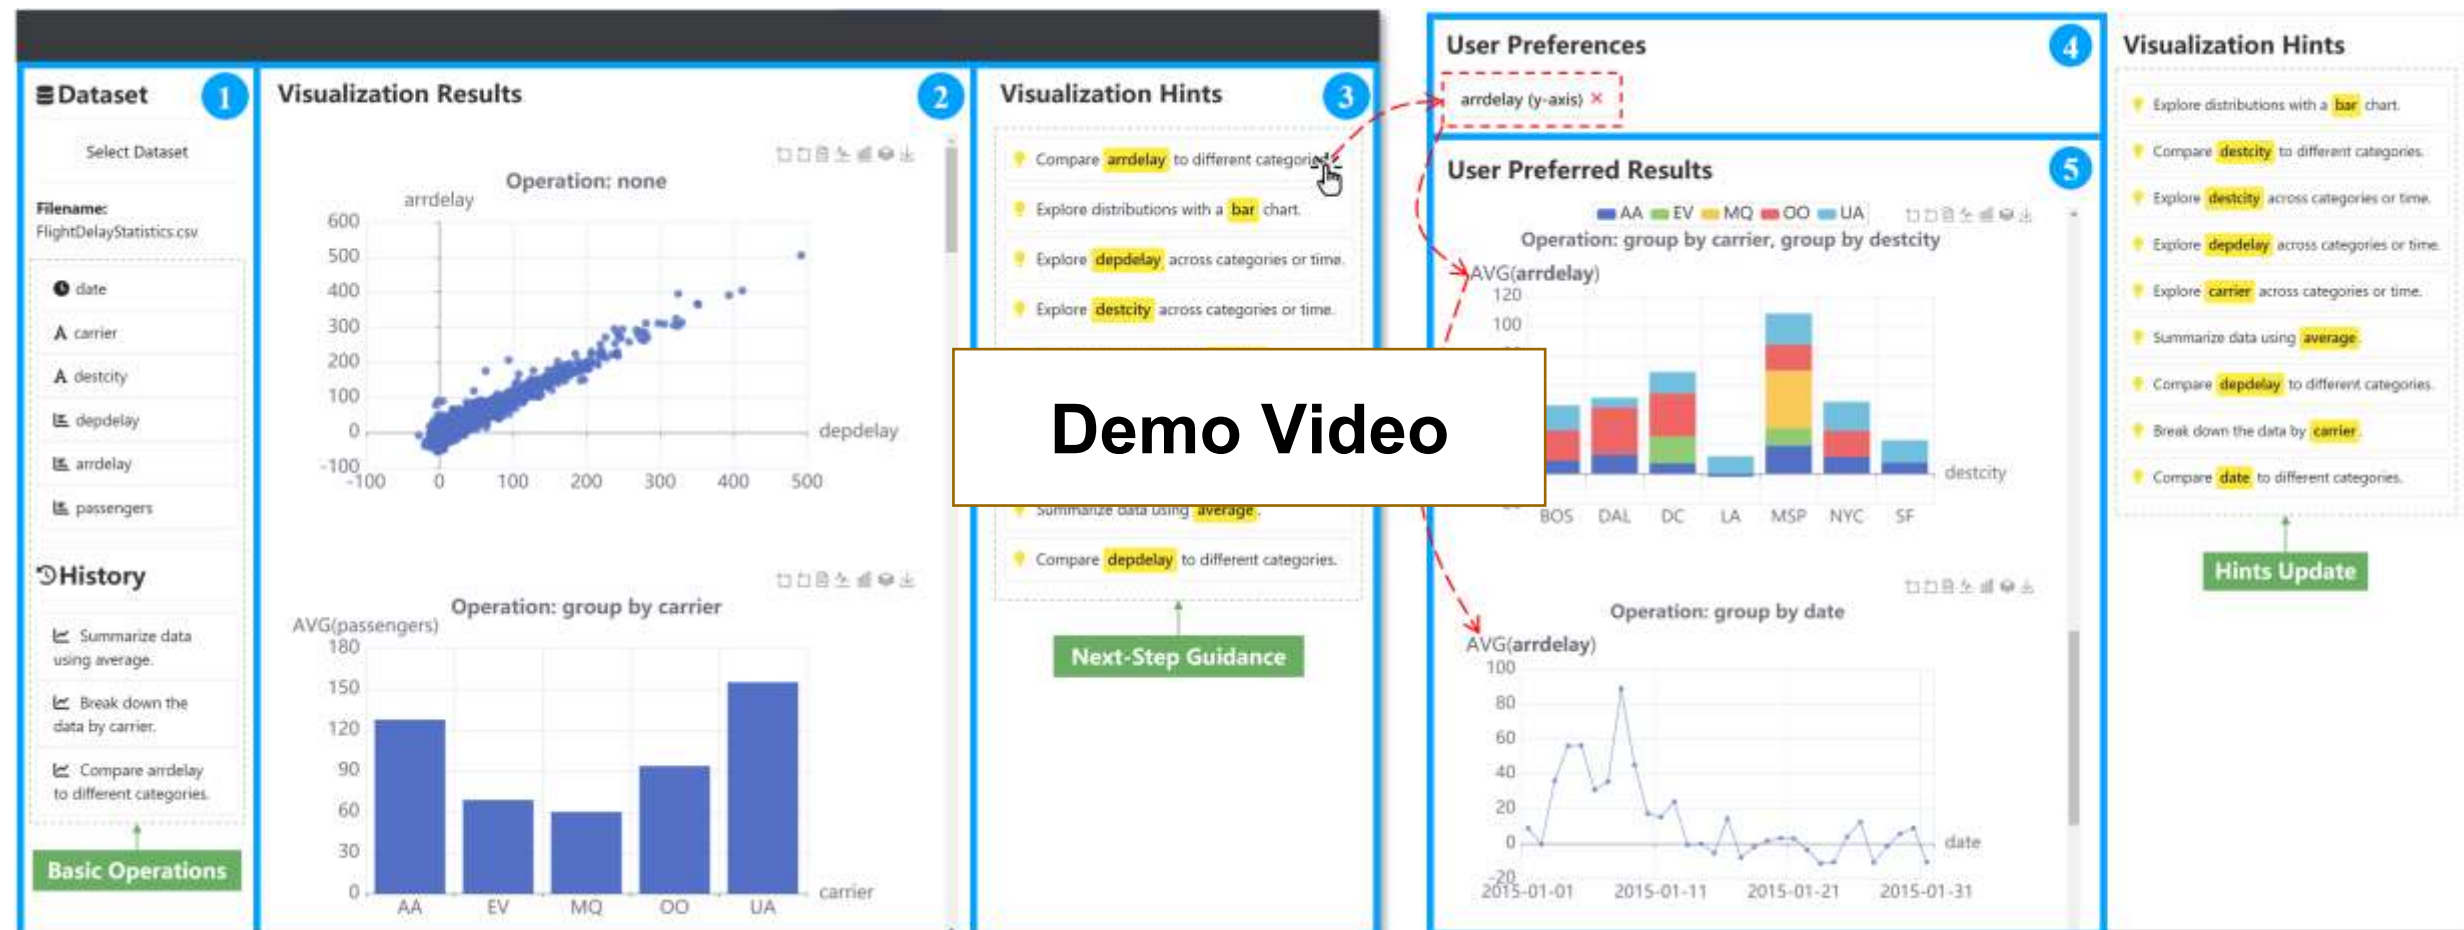 Dataset
1
Select Dataset
Filename:
FlightDelayStatistics.csv
date
A carrier
A destcity
depdelay
arrdelay
passengers
History
Summarize data
using average.
Break down the
data by carrier.
Compare arrdelay
to different categories.
Basic Operations
Visualization Results
2
Operation: none
arrdelay
600
500
400
300
200
100
0
-100
-100 0 100 200 300 400 500
depdelay
Operation: group by carrier
AVG(passengers)
180
150
120
90
60
30
0
AA EV MQ OO UA
carrier
Visualization Hints
3
Compare arrdelay to different categories
Explore distributions with a bar chart.
Explore depdelay across categories or time.
Explore destcity across categories or time.
Demo Video
Summarize data using average.
Compare depdelay to different categories.
Next-Step Guidance
User Preferences
4
arrdelay (y-axis) ×
User Preferred Results
5
AA EV MQ OO UA
Operation: group by carrier, group by destcity
AVG(arrdelay)
120
100
BOS DAL DC LA MSP NYC SF
destcity
Operation: group by date
AVG(arrdelay)
100
80
60
40
20
0
-20
2015-01-01 2015-01-11 2015-01-21 2015-01-31
date
Visualization Hints
Explore distributions with a bar chart.
Compare destcity to different categories.
Explore destcity across categories or time.
Explore depdelay across categories or time.
Explore carrier across categories or time.
Summarize data using average.
Compare depdelay to different categories.
Break down the data by carrier.
Compare date to different categories.
Hints Update